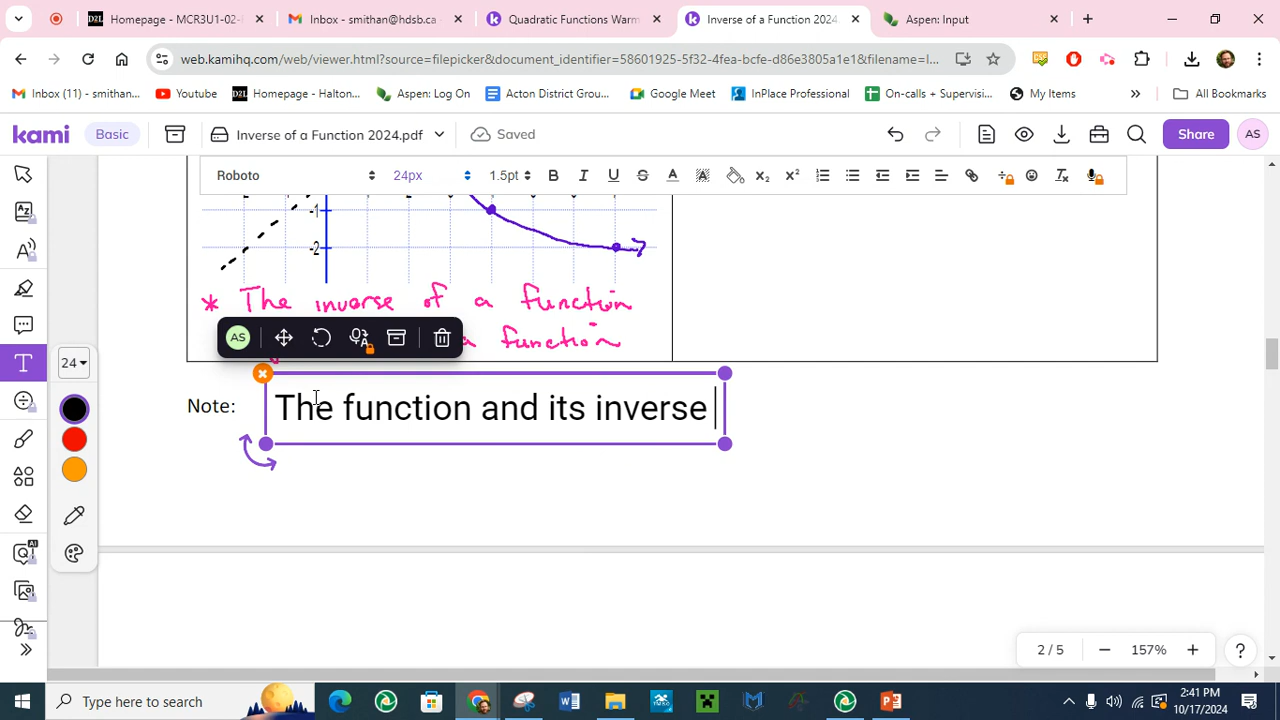 Homepage - MCR3U1-02-
Inbox - smithan@hdsb.ca
Quadratic Functions Warm
Inverse of a Function 2024.
Aspen: Input
web.kamihq.com/web/viewer.html?source=filepicker&document_identifier=58601925-5f32-4fea-bcfe-d86e3805a1e1&filename=I...
Inbox (11) - smithan...
Youtube
Homepage - Halton...
Aspen: Log On
Acton District Grou...
Google Meet
InPlace Professional
On-calls + Supervisi...
My Items
All Bookmarks
kami
Basic
Inverse of a Function 2024.pdf
Saved
Share
AS
Roboto
24px
1.5pt
-1
-2
* The inverse of a function
a function
AS
24
Note:
The function and its inverse
2 / 5
157%
Type here to search
2:41 PM
10/17/2024